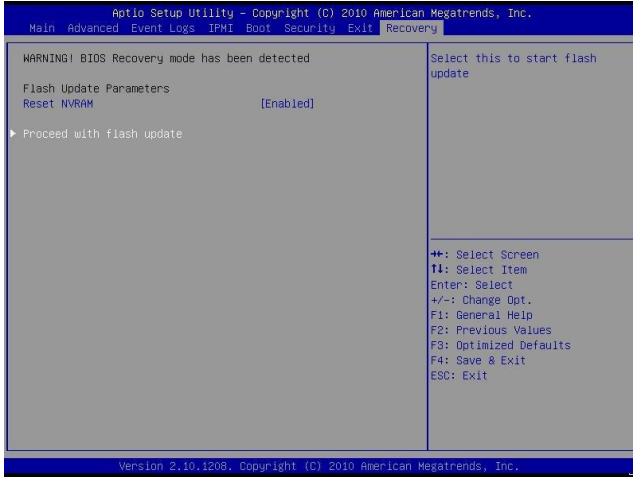 Aptio Setup Utility – Copyright (C) 2010 American Megatrends, Inc.
Main Advanced Event Logs IPMI Boot Security Exit Recovery
WARNING! BIOS Recovery mode has been detected
Flash Update Parameters
Reset NVRAM [Enabled]
▶ Proceed with flash update
Select this to start flash
update
→←: Select Screen
↑↓: Select Item
Enter: Select
+/-: Change Opt.
F1: General Help
F2: Previous Values
F3: Optimized Defaults
F4: Save & Exit
ESC: Exit
Version 2.10.1208. Copyright (C) 2010 American Megatrends, Inc.